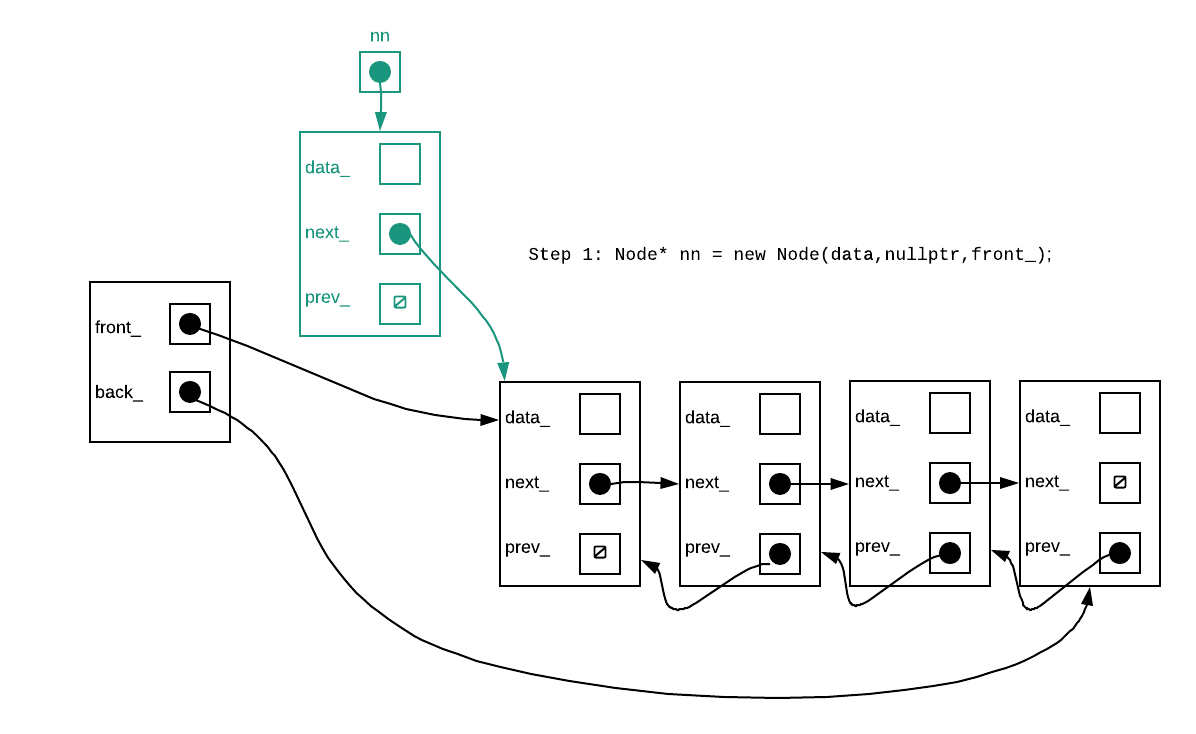 nn
data_
next_
prev_
Step 1: Node* nn = new Node(data,nullptr,front_);
front_
back_
data_
next_
prev_
data_
next_
prev_
data_
next_
prev_
data_
next_
prev_